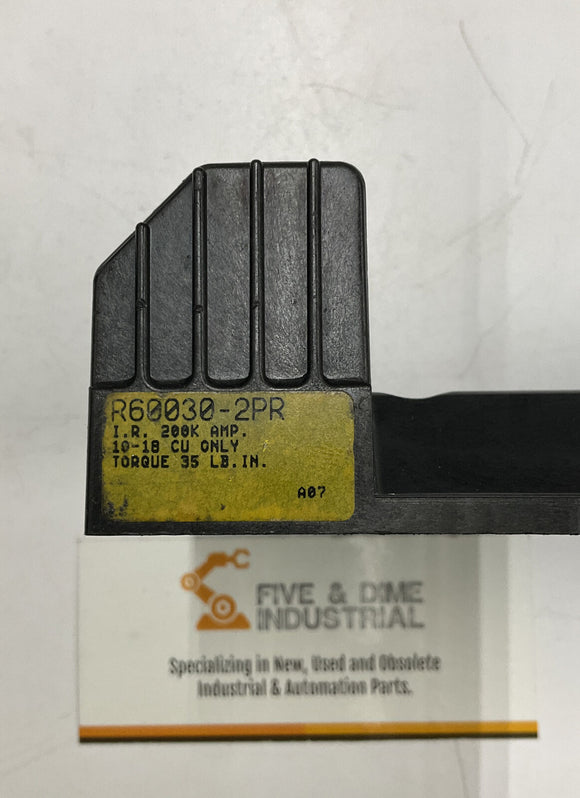 R60030-2PR
I.R. 200K AMP.
10-18 CU ONLY
TORQUE 35 LB.IN.
A07
FIVE & DIME
INDUSTRIAL
Specializing in New, Used and Obsolete
Industrial & Automation Parts.